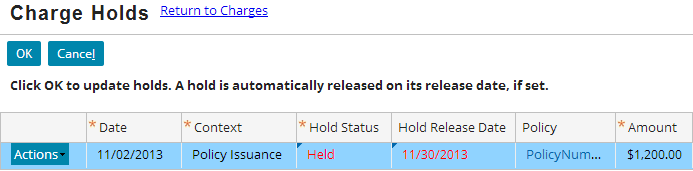 Charge Holds Return to Charges
OK Cancel
Click OK to update holds. A hold is automatically released on its release date, if set.
* Date * Context * Hold Status Hold Release Date Policy * Amount
Actions 11/02/2013 Policy Issuance Held 11/30/2013 PolicyNum... $1,200.00